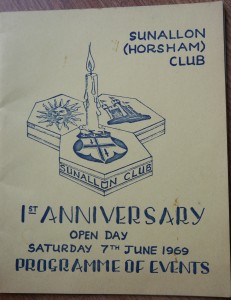 SUNALLON
(HORSHAM)
CLUB
SUNALLON CLUB
1ST ANNIVERSARY
OPEN DAY
SATURDAY 7TH JUNE 1969
PROGRAMME OF EVENTS